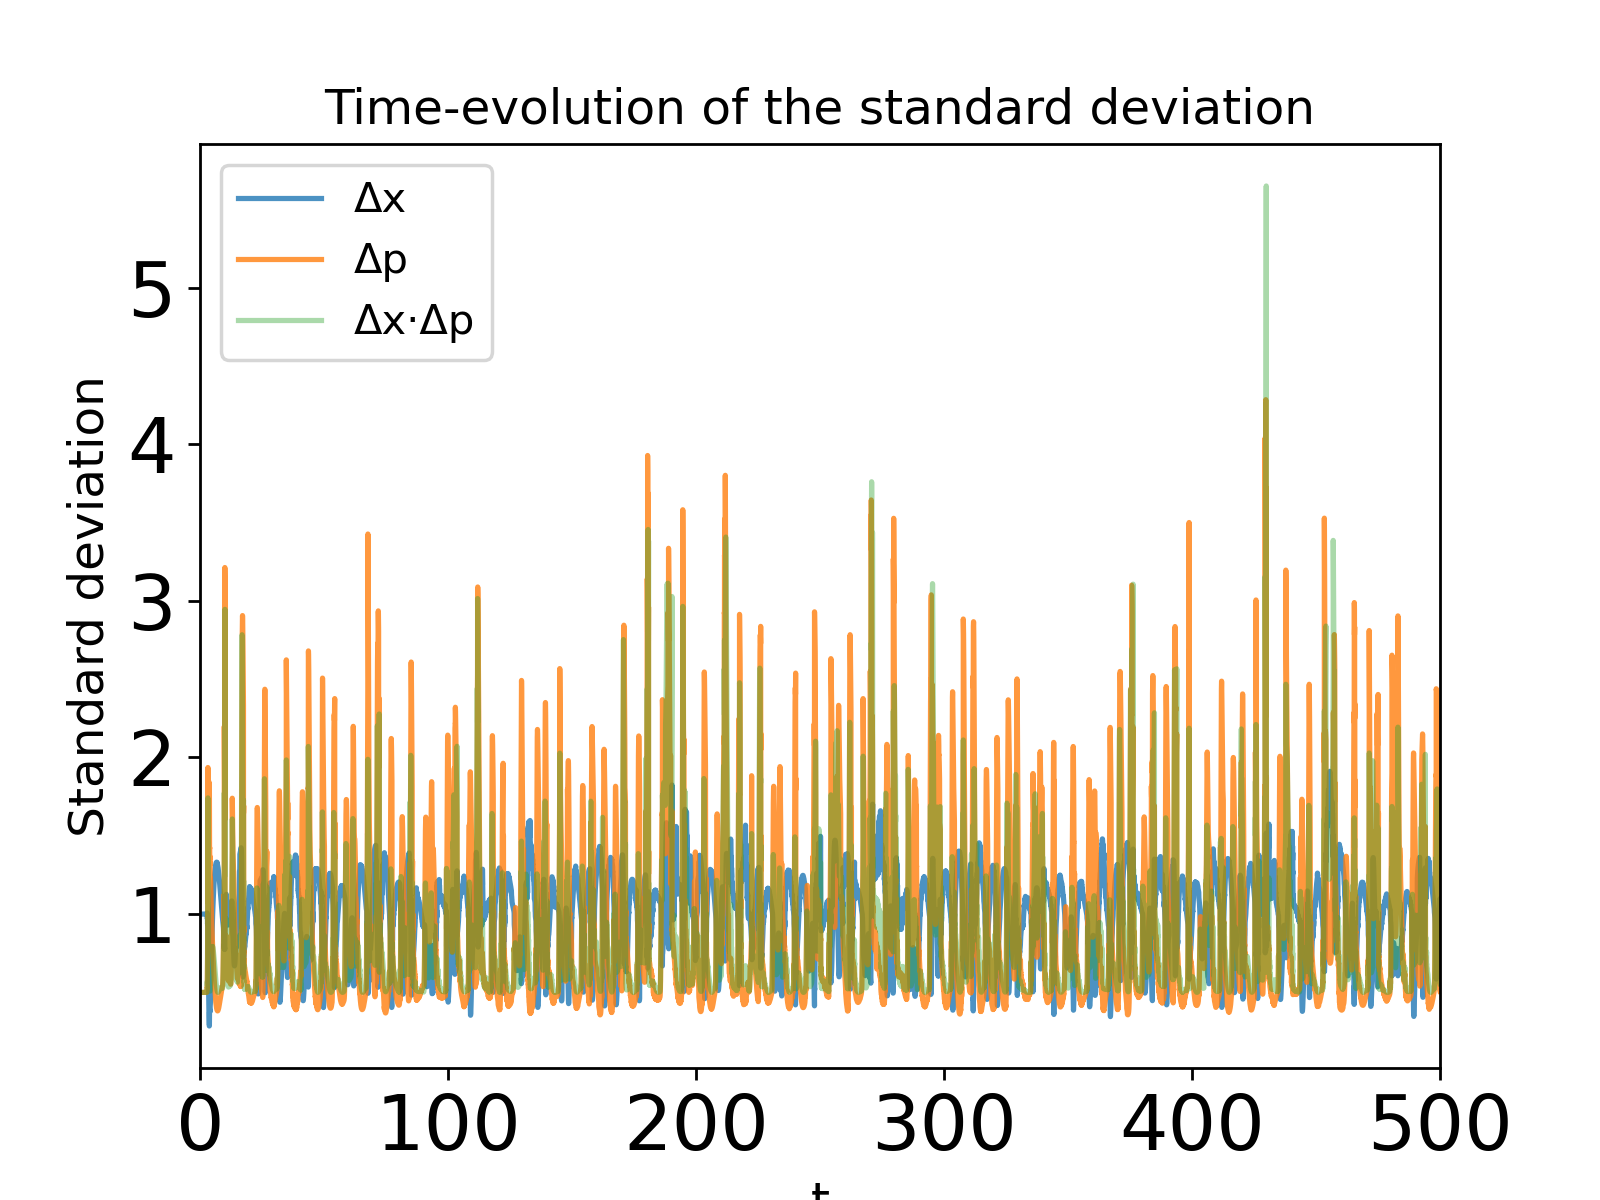 Time-evolution of the standard deviation
Δx
Δp
Δx·Δp
Standard deviation
5
4
3
2
1
0 100 200 300 400 500
t